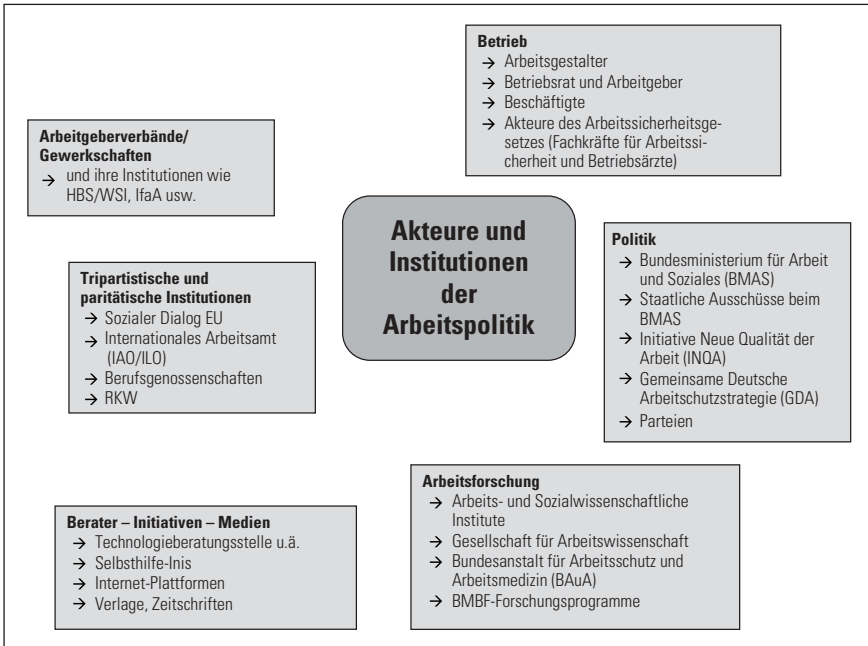 Betrieb
→ Arbeitsgestalter
→ Betriebsrat und Arbeitgeber
→ Beschäftigte
→ Akteure des Arbeitssicherheitsge-
setzes (Fachkräfte für Arbeitssi-
cherheit und Betriebsärzte)
Arbeitgeberverbände/
Gewerkschaften
→ und ihre Institutionen wie
HBS/WSI, IfaA usw.
Akteure und
Institutionen
der
Arbeitspolitik
Politik
→ Bundesministerium für Arbeit
und Soziales (BMAS)
→ Staatliche Ausschüsse beim
BMAS
→ Initiative Neue Qualität der
Arbeit (INQA)
→ Gemeinsame Deutsche
Arbeitschutzstrategie (GDA)
→ Parteien
Tripartistische und
paritätische Institutionen
→ Sozialer Dialog EU
→ Internationales Arbeitsamt
(IAO/ILO)
→ Berufsgenossenschaften
→ RKW
Arbeitsforschung
→ Arbeits- und Sozialwissenschaftliche
Institute
→ Gesellschaft für Arbeitswissenschaft
→ Bundesanstalt für Arbeitsschutz und
Arbeitsmedizin (BAuA)
→ BMBF-Forschungsprogramme
Berater – Initiativen – Medien
→ Technologieberatungsstelle u.ä.
→ Selbsthilfe-Inis
→ Internet-Plattformen
→ Verlage, Zeitschriften